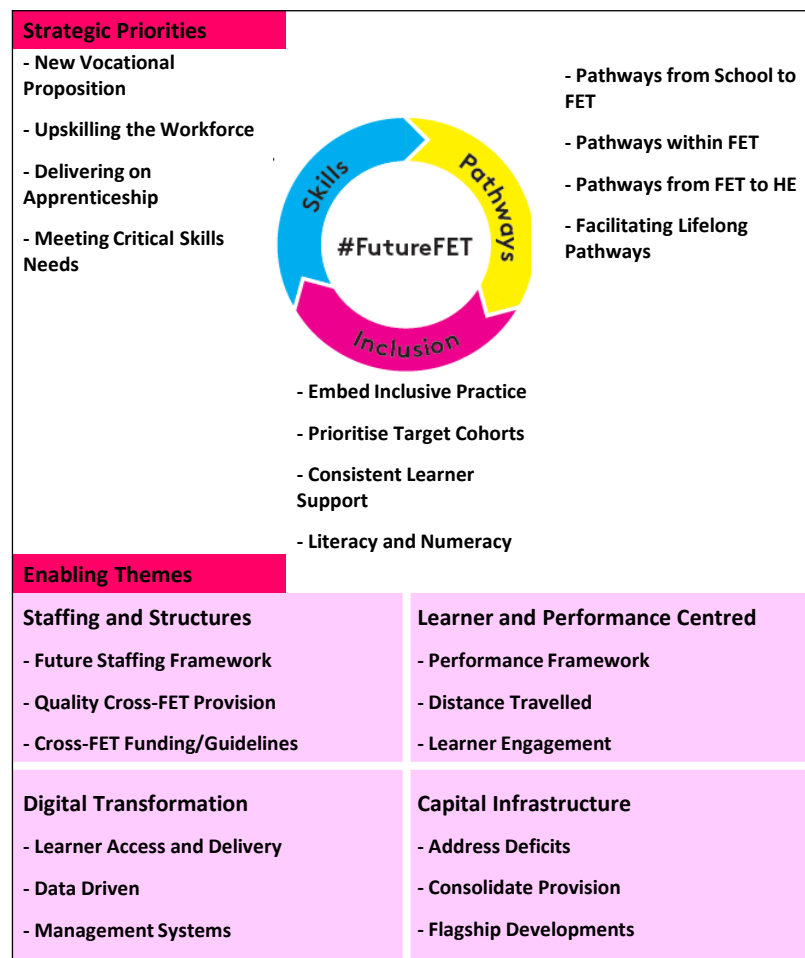 Strategic Priorities
- New Vocational
Proposition
- Upskilling the Workforce
- Delivering on
Apprenticeship
- Meeting Critical Skills
Needs
Skills
Pathways
Inclusion
#FutureFET
- Pathways from School to
FET
- Pathways within FET
- Pathways from FET to HE
- Facilitating Lifelong
Pathways
- Embed Inclusive Practice
- Prioritise Target Cohorts
- Consistent Learner
Support
- Literacy and Numeracy
Enabling Themes
Staffing and Structures
- Future Staffing Framework
- Quality Cross-FET Provision
- Cross-FET Funding/Guidelines
Learner and Performance Centred
- Performance Framework
- Distance Travelled
- Learner Engagement
Digital Transformation
- Learner Access and Delivery
- Data Driven
- Management Systems
Capital Infrastructure
- Address Deficits
- Consolidate Provision
- Flagship Developments